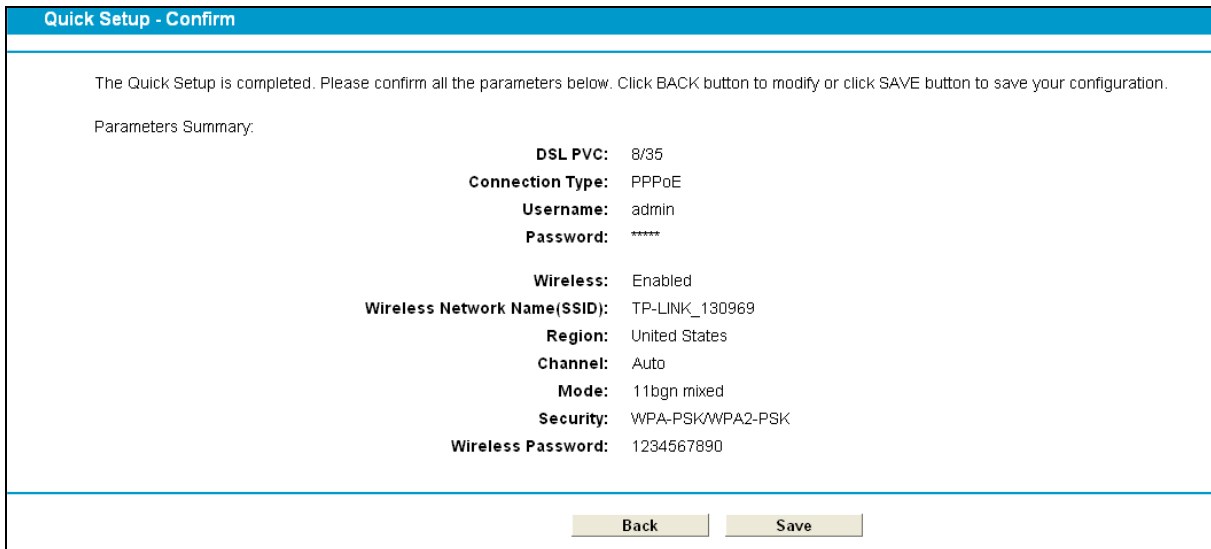 Quick Setup - Confirm
The Quick Setup is completed. Please confirm all the parameters below. Click BACK button to modify or click SAVE button to save your configuration.
Parameters Summary:
DSL PVC: 8/35
Connection Type: PPPoE
Username: admin
Password: *****
Wireless: Enabled
Wireless Network Name(SSID): TP-LINK_130969
Region: United States
Channel: Auto
Mode: 11bgn mixed
Security: WPA-PSK/WPA2-PSK
Wireless Password: 1234567890
Back Save